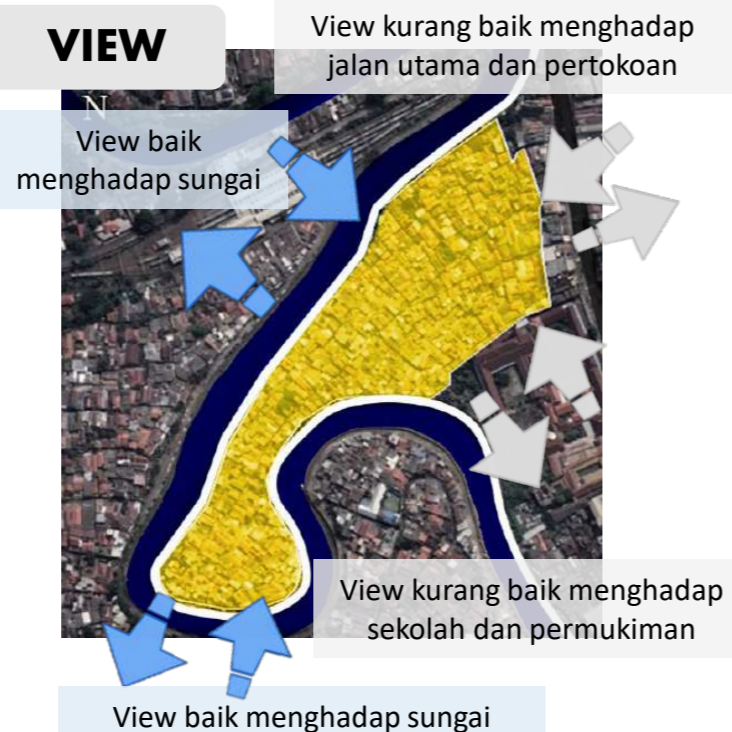 VIEW
View kurang baik menghadap
jalan utama dan pertokoan
N
View baik
menghadap sungai
View kurang baik menghadap
sekolah dan permukiman
View baik menghadap sungai